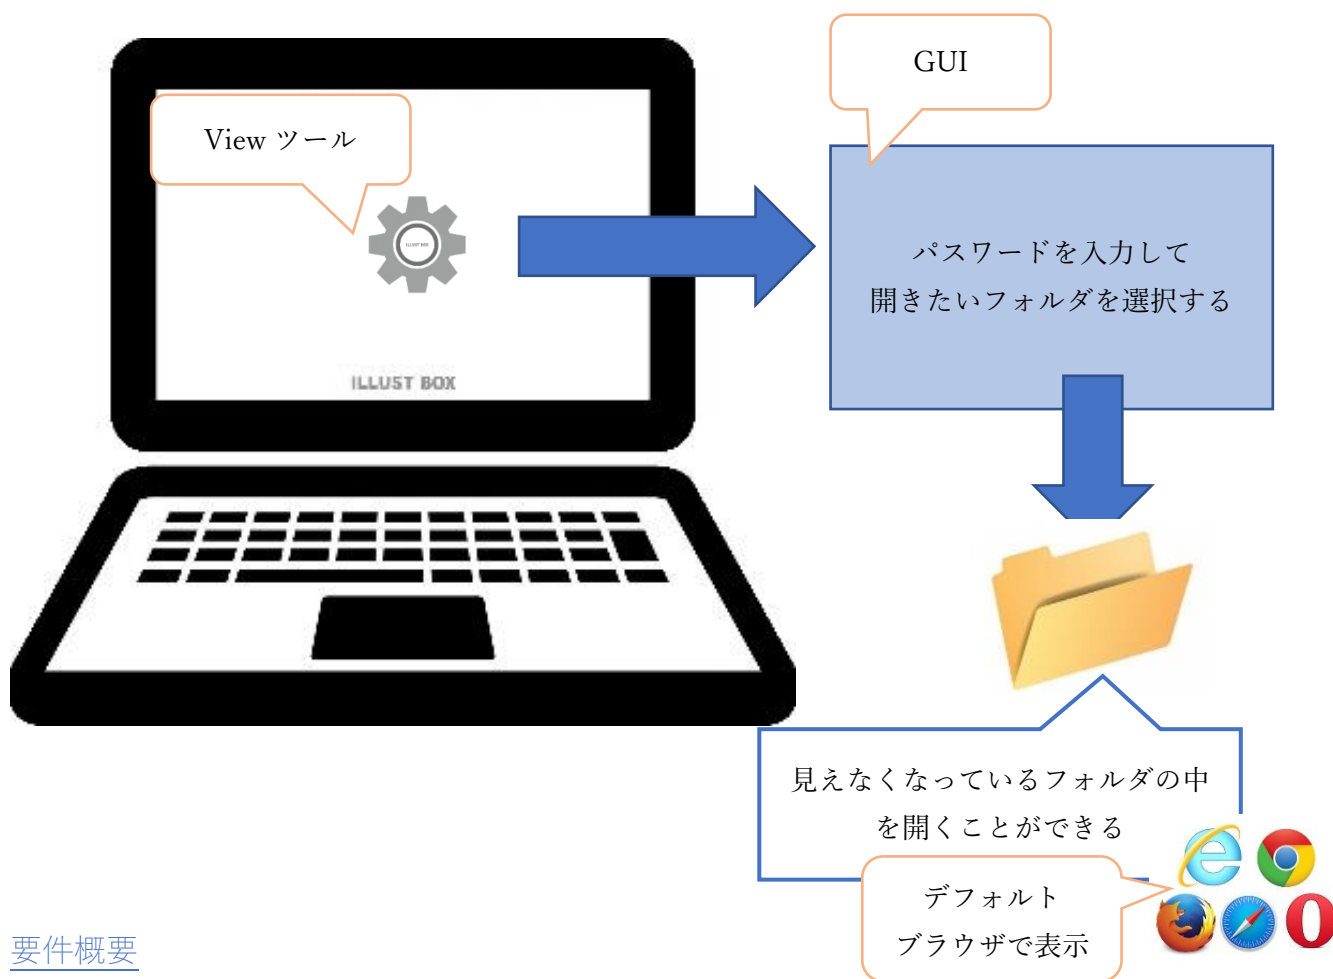 GUI
View ツール
パスワードを入力して
開きたいフォルダを選択する
ILLUST BOX
ILLUST BOX
見えなくなっているフォルダの中
を開くことができる
デフォルト
ブラウザで表示
要件概要